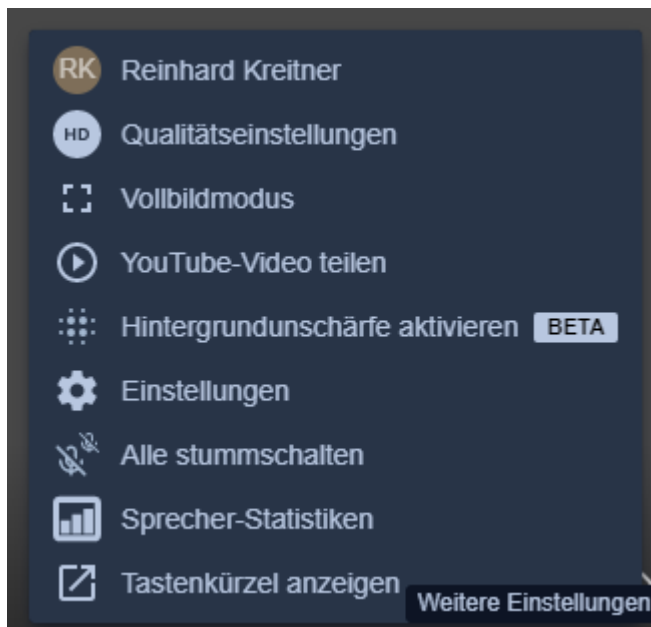 RK Reinhard Kreitner
HD Qualitätseinstellungen
Vollbildmodus
YouTube-Video teilen
Hintergrundunschärfe aktivieren BETA
Einstellungen
Alle stummschalten
Sprecher-Statistiken
Tastenkürzel anzeigen
Weitere Einstellungen